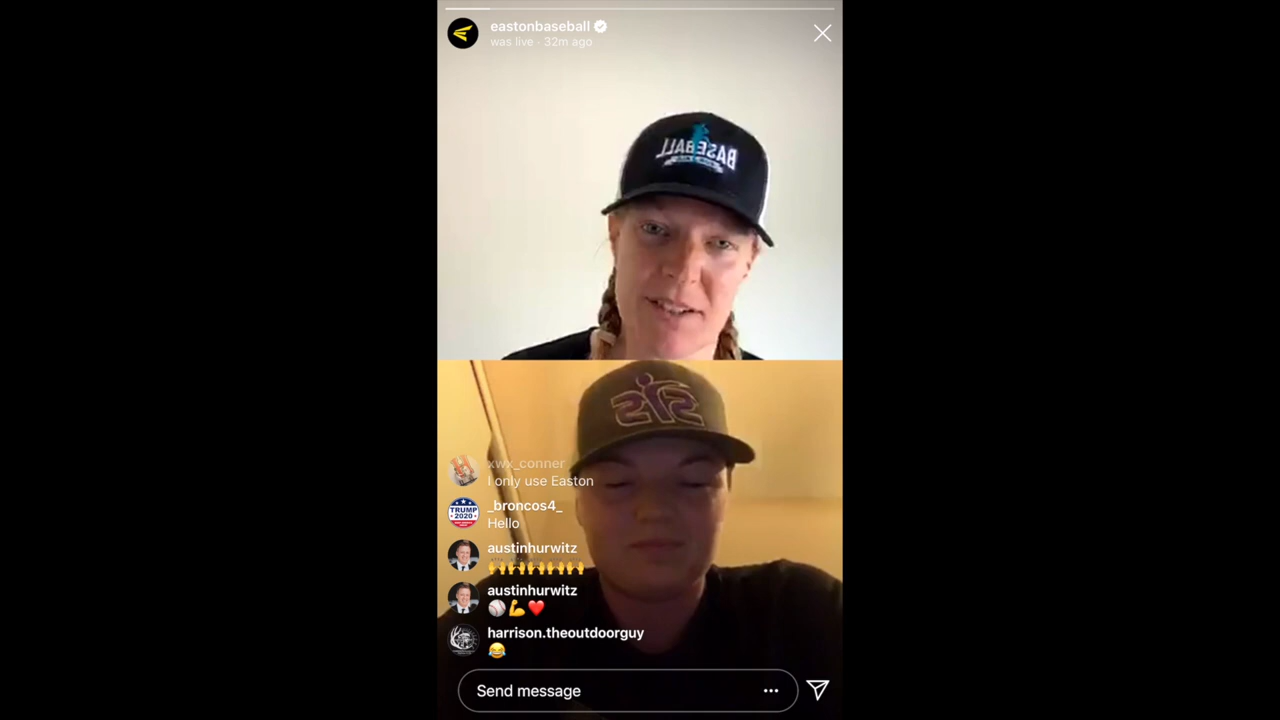 eastonbaseball
was live · 32m ago
BASEBALL
xwx_conner
I only use Easton
TRUMP
2020
_broncos4_
Hello
austinhurwitz
🙌🙌🙌🙌🙌
austinhurwitz
⚾💪❤️
harrison.theoutdoorguy
😂
Send message